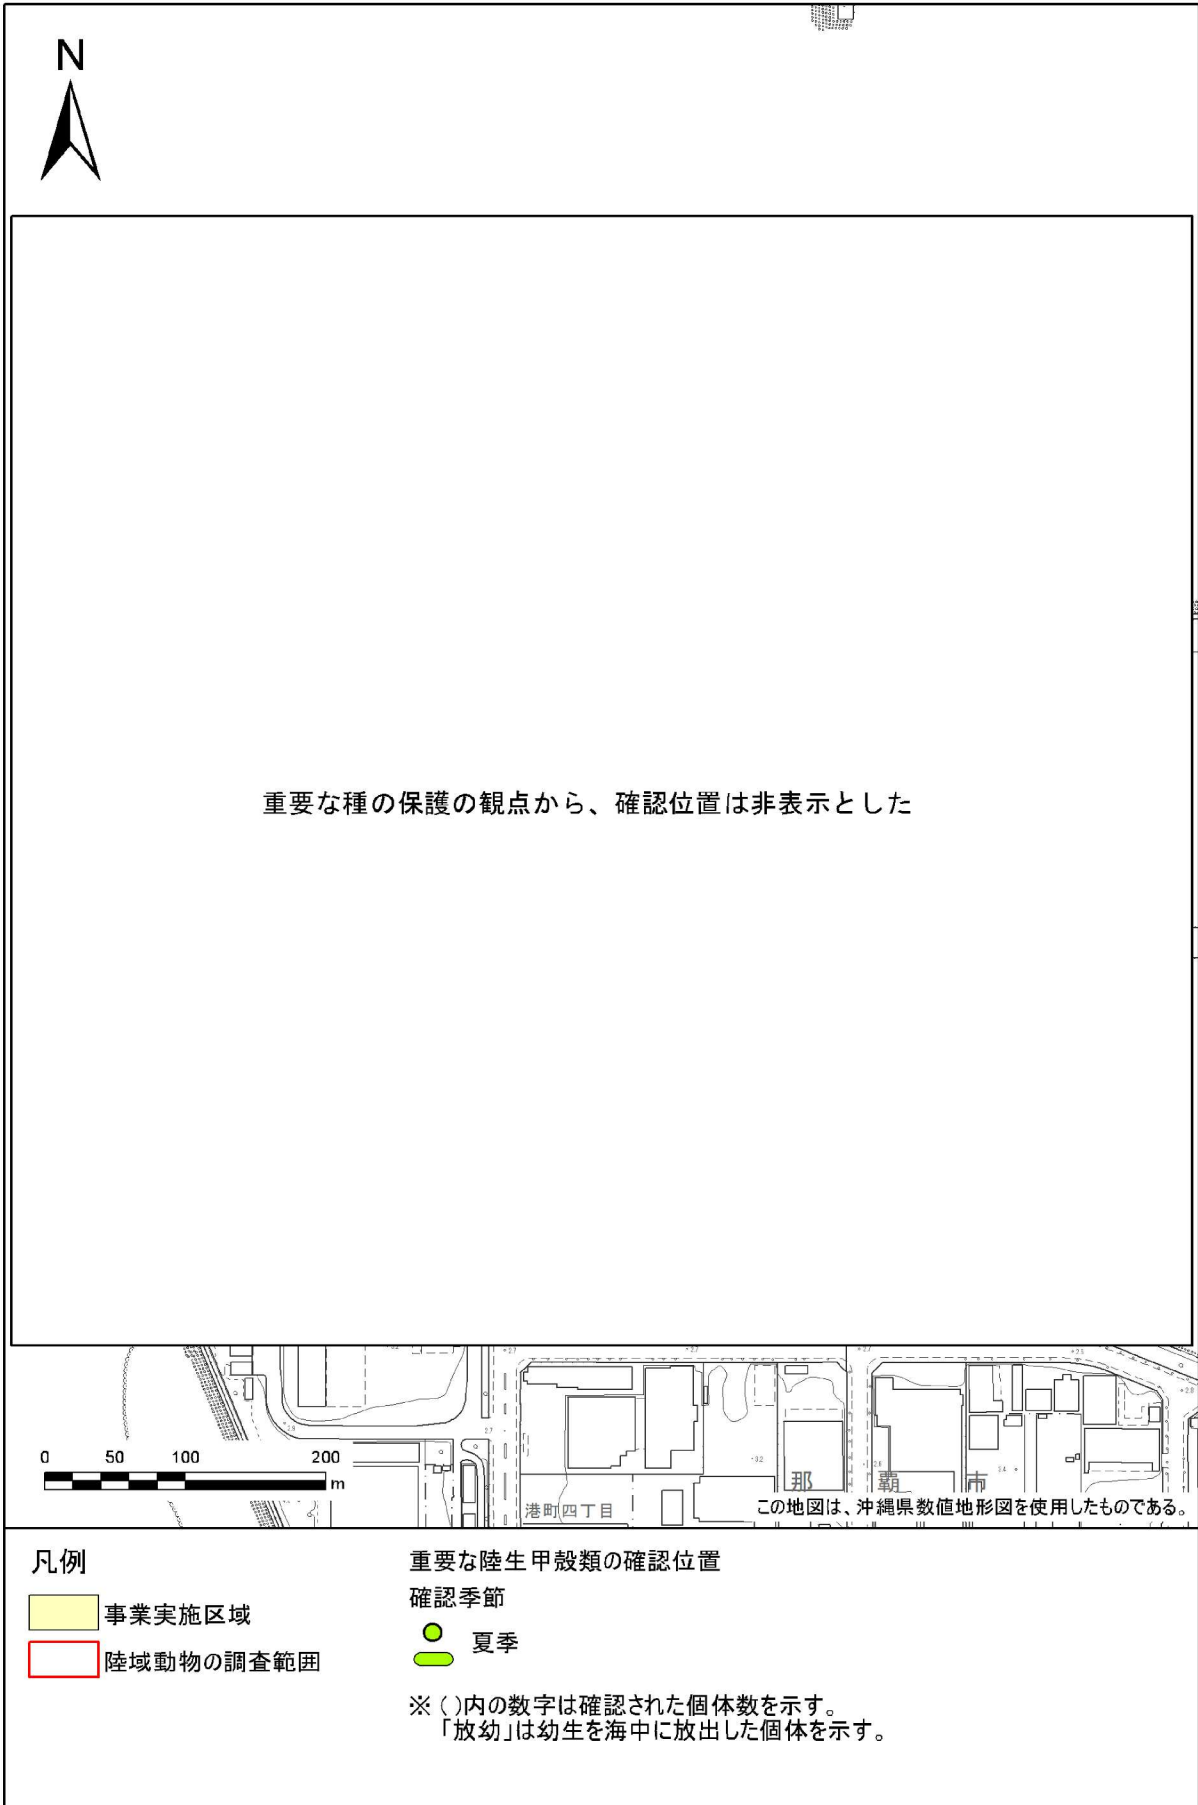 N
重要な種の保護の観点から、確認位置は非表示とした
0 50 100 200
m
港町四丁目
那覇市
この地図は、沖縄県数値地形図を使用したものである。
凡例
事業実施区域
陸域動物の調査範囲
重要な陸生甲殻類の確認位置
確認季節
夏季
※ ( )内の数字は確認された個体数を示す。
「放幼」は幼生を海中に放出した個体を示す。